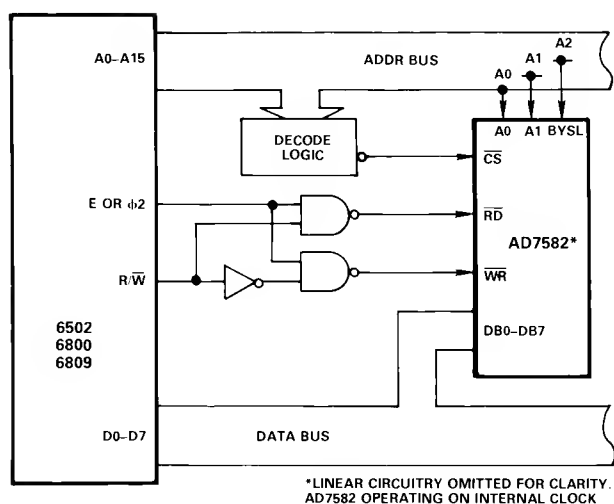 A0–A15
ADDR BUS
A0
A1
A2
A0 A1 BYSL
DECODE
LOGIC
CS
E OR ϕ2
RD
AD7582*
R/W
WR
6502
6800
6809
DB0–DB7
D0–D7
DATA BUS
*LINEAR CIRCUITRY OMITTED FOR CLARITY.
AD7582 OPERATING ON INTERNAL CLOCK